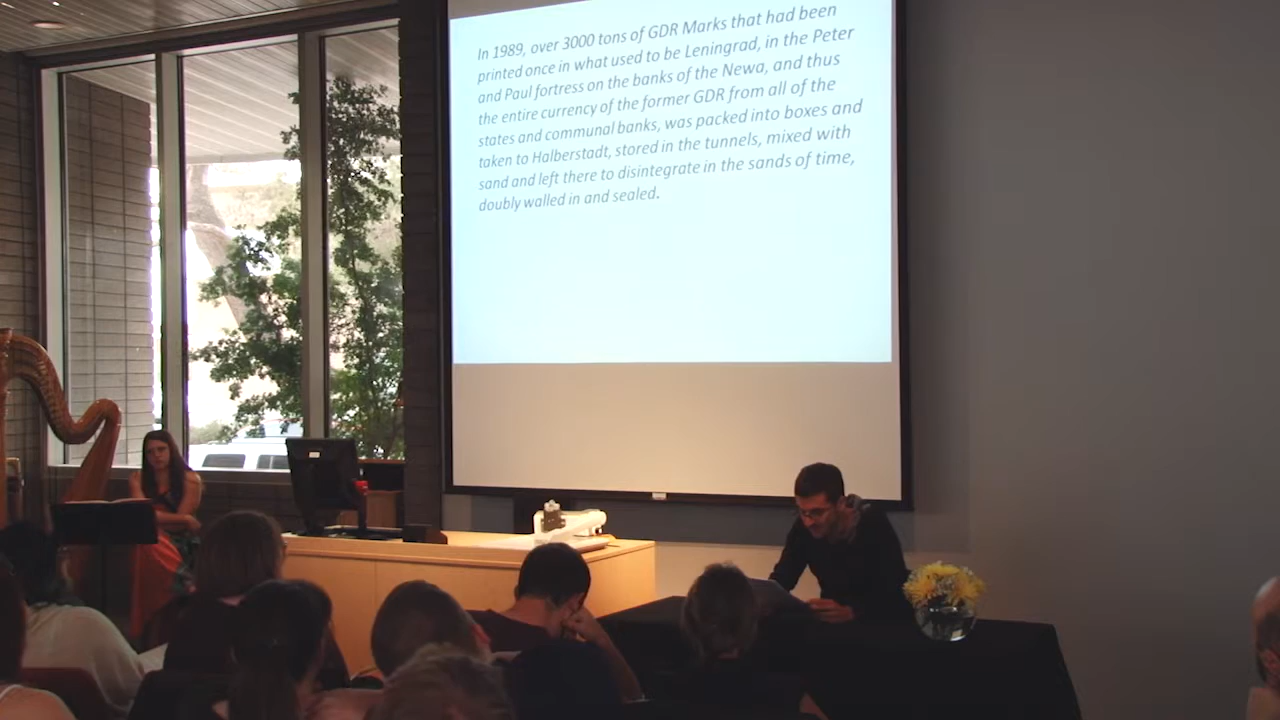 In 1989, over 3000 tons of GDR Marks that had been
printed once in what used to be Leningrad, in the Peter
and Paul fortress on the banks of the Newa, and thus
the entire currency of the former GDR from all of the
states and communal banks, was packed into boxes and
taken to Halberstadt, stored in the tunnels, mixed with
sand and left there to disintegrate in the sands of time,
doubly walled in and sealed.